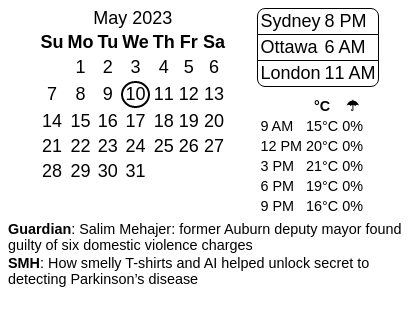 May 2023
Su Mo Tu We Th Fr Sa
1 2 3 4 5 6
7 8 9 10 11 12 13
14 15 16 17 18 19 20
21 22 23 24 25 26 27
28 29 30 31
Sydney 8 PM
Ottawa 6 AM
London 11 AM
°C ☂
9 AM 15°C 0%
12 PM 20°C 0%
3 PM 21°C 0%
6 PM 19°C 0%
9 PM 16°C 0%
Guardian: Salim Mehajer: former Auburn deputy mayor found
guilty of six domestic violence charges
SMH: How smelly T-shirts and AI helped unlock secret to
detecting Parkinson’s disease